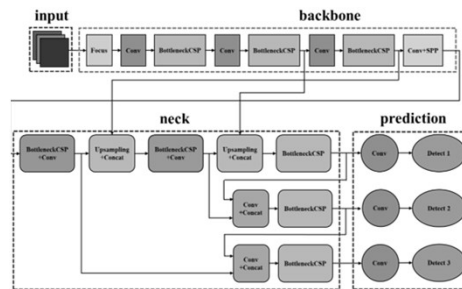 input
backbone
Focus
Conv
BottleneckCSP
Conv
BottleneckCSP
Conv
BottleneckCSP
Conv+SPP
neck
prediction
BottleneckCSP
+Conv
Upsampling
+Concat
BottleneckCSP
+Conv
Upsampling
+Concat
BottleneckCSP
Conv
Detect 1
Conv
+Concat
BottleneckCSP
Conv
Detect 2
Conv
+Concat
BottleneckCSP
Conv
Detect 3